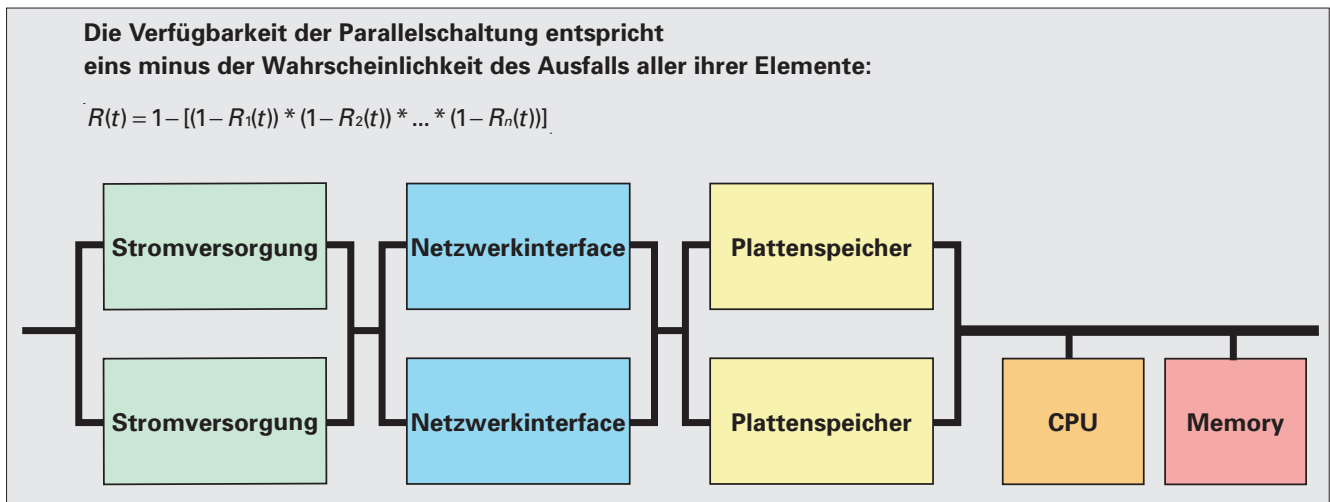 Die Verfügbarkeit der Parallelschaltung entspricht
eins minus der Wahrscheinlichkeit des Ausfalls aller ihrer Elemente:
R(t) = 1 – [(1 – R1(t)) * (1 – R2(t)) * ... * (1 – Rn(t))]
Stromversorgung
Netzwerkinterface
Plattenspeicher
Stromversorgung
Netzwerkinterface
Plattenspeicher
CPU
Memory